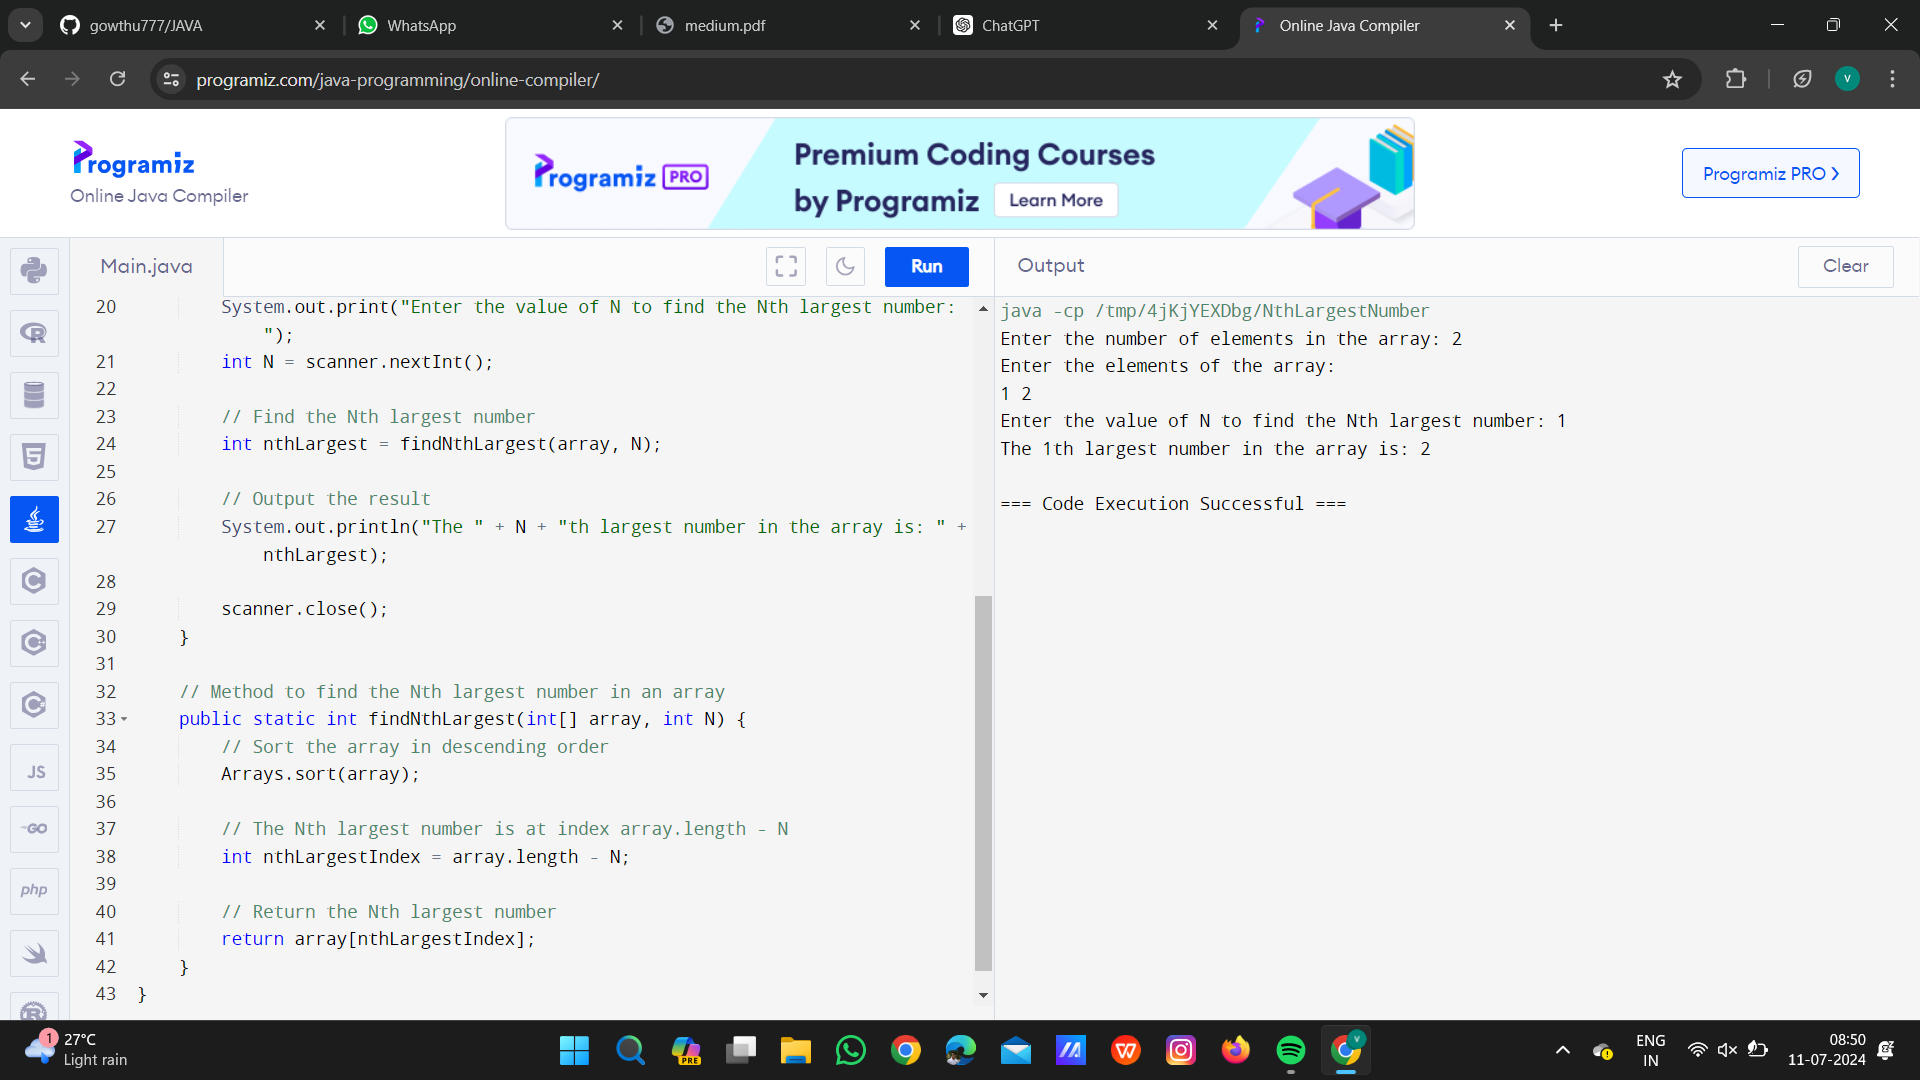 gowthu777/JAVA
WhatsApp
medium.pdf
ChatGPT
Online Java Compiler
programiz.com/java-programming/online-compiler/
V
Programiz
Online Java Compiler
Programiz PRO
Premium Coding Courses
by Programiz
Learn More
Programiz PRO
Main.java
Run
Output
Clear
20 System.out.print("Enter the value of N to find the Nth largest number:
");
21 int N = scanner.nextInt();
22
23 // Find the Nth largest number
24 int nthLargest = findNthLargest(array, N);
25
26 // Output the result
27 System.out.println("The " + N + "th largest number in the array is: " +
nthLargest);
28
29 scanner.close();
30 }
31
32 // Method to find the Nth largest number in an array
33 public static int findNthLargest(int[] array, int N) {
34 // Sort the array in descending order
35 Arrays.sort(array);
36
37 // The Nth largest number is at index array.length - N
38 int nthLargestIndex = array.length - N;
39
40 // Return the Nth largest number
41 return array[nthLargestIndex];
42 }
43 }
java -cp /tmp/4jKjYEXDbg/NthLargestNumber
Enter the number of elements in the array: 2
Enter the elements of the array:
1 2
Enter the value of N to find the Nth largest number: 1
The 1th largest number in the array is: 2
=== Code Execution Successful ===
R
5
C
C
C
JS
GO
php
1
27°C
Light rain
PRE
W
V
ENG
IN
08:50
11-07-2024